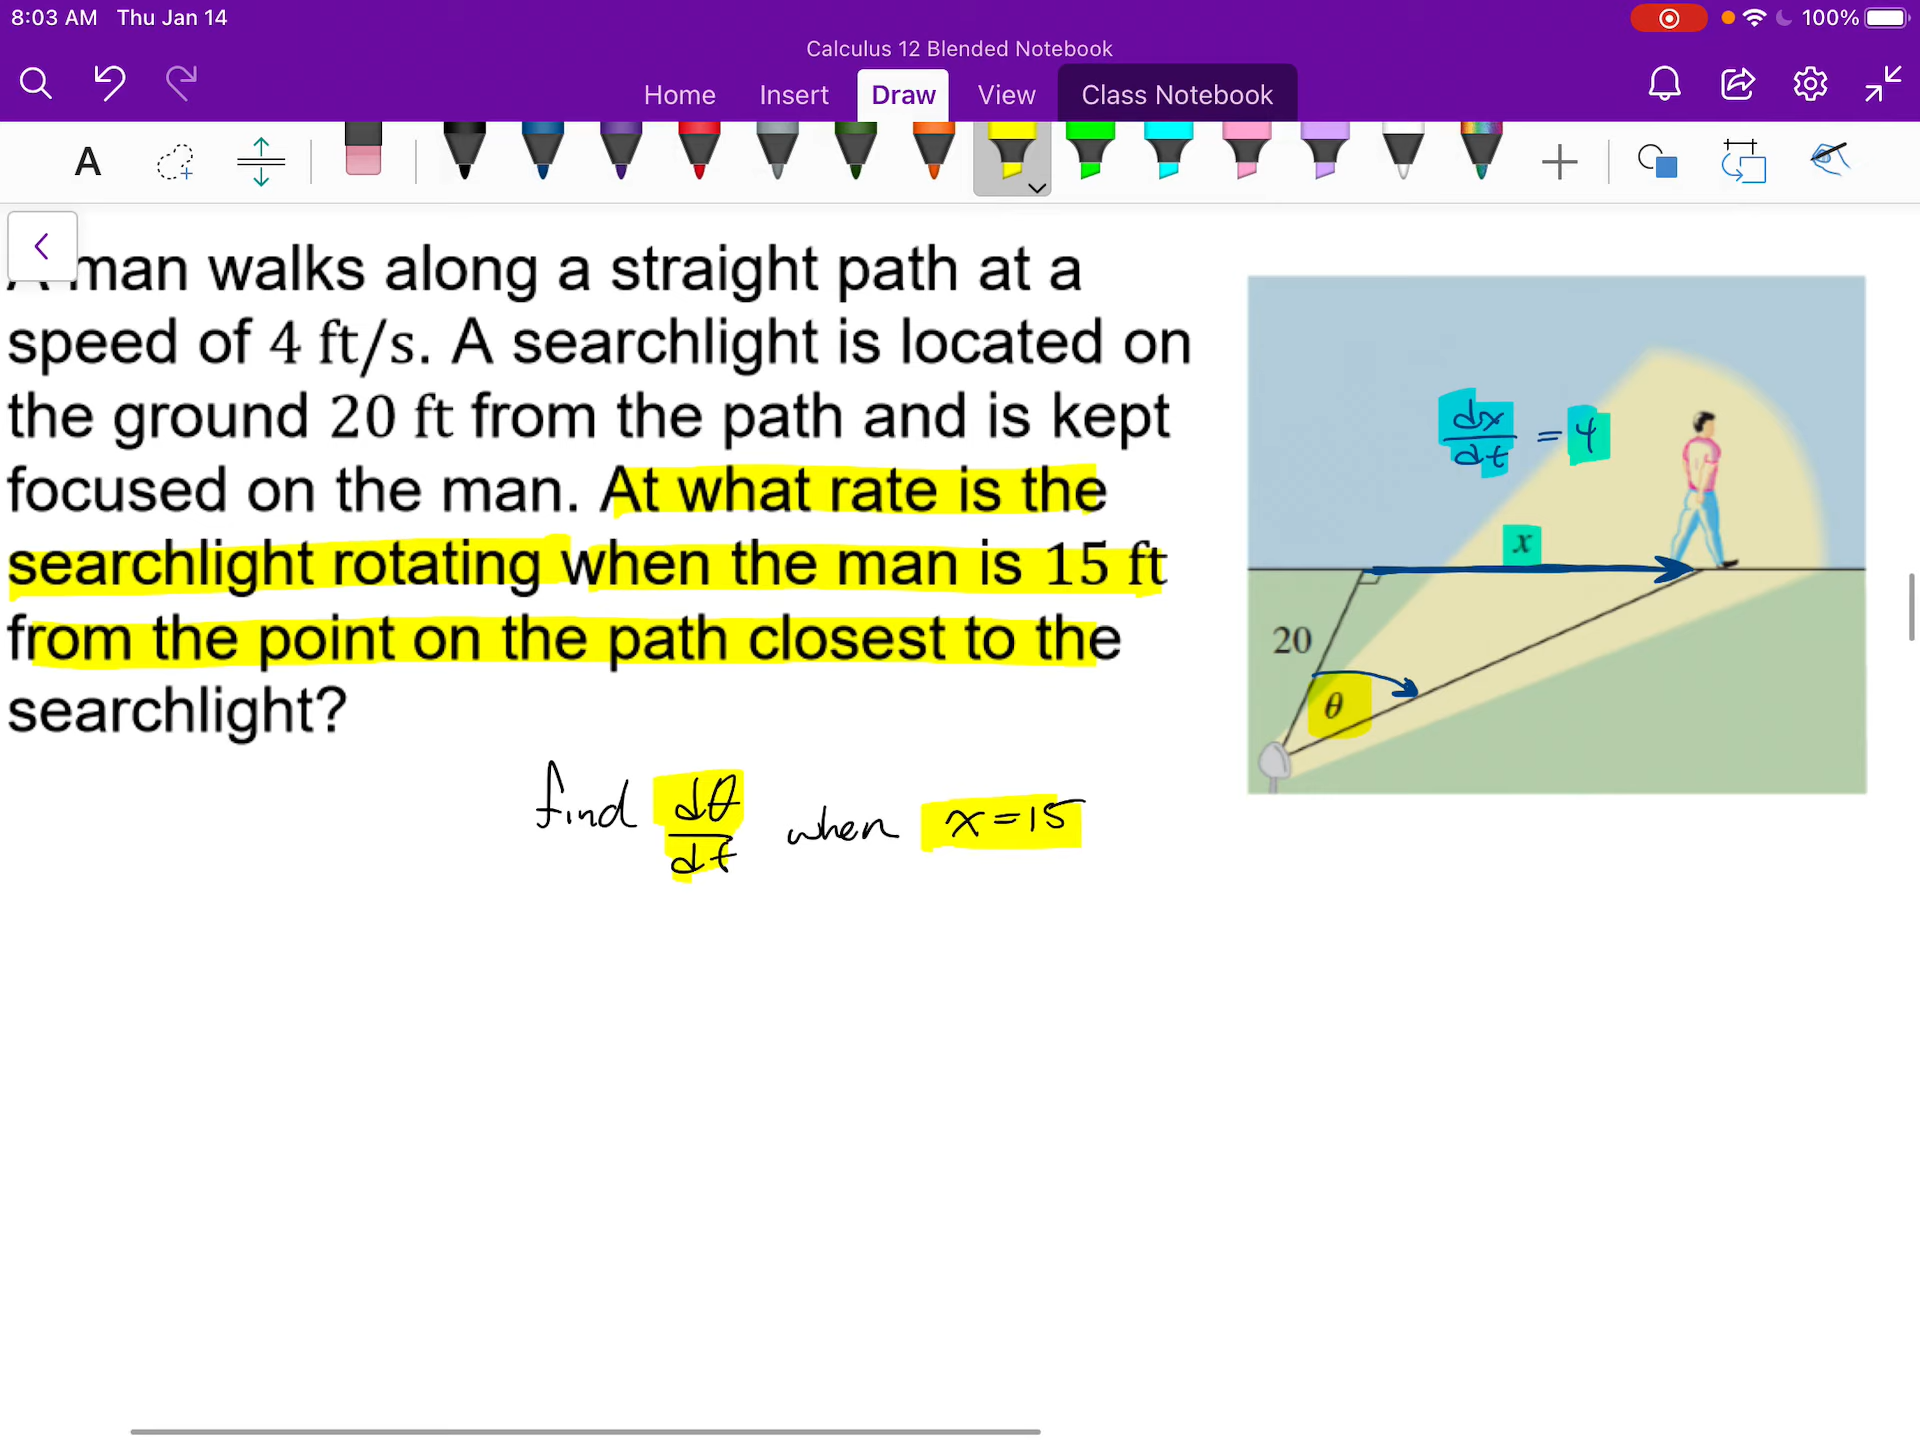 8:03 AM Thu Jan 14
100%
Calculus 12 Blended Notebook
Home Insert Draw View Class Notebook
A
man walks along a straight path at a
speed of 4 ft/s. A searchlight is located on
the ground 20 ft from the path and is kept
focused on the man. At what rate is the
searchlight rotating when the man is 15 ft
from the point on the path closest to the
searchlight?
dx/dt = 4
x
20
θ
find dθ/dt when x=15